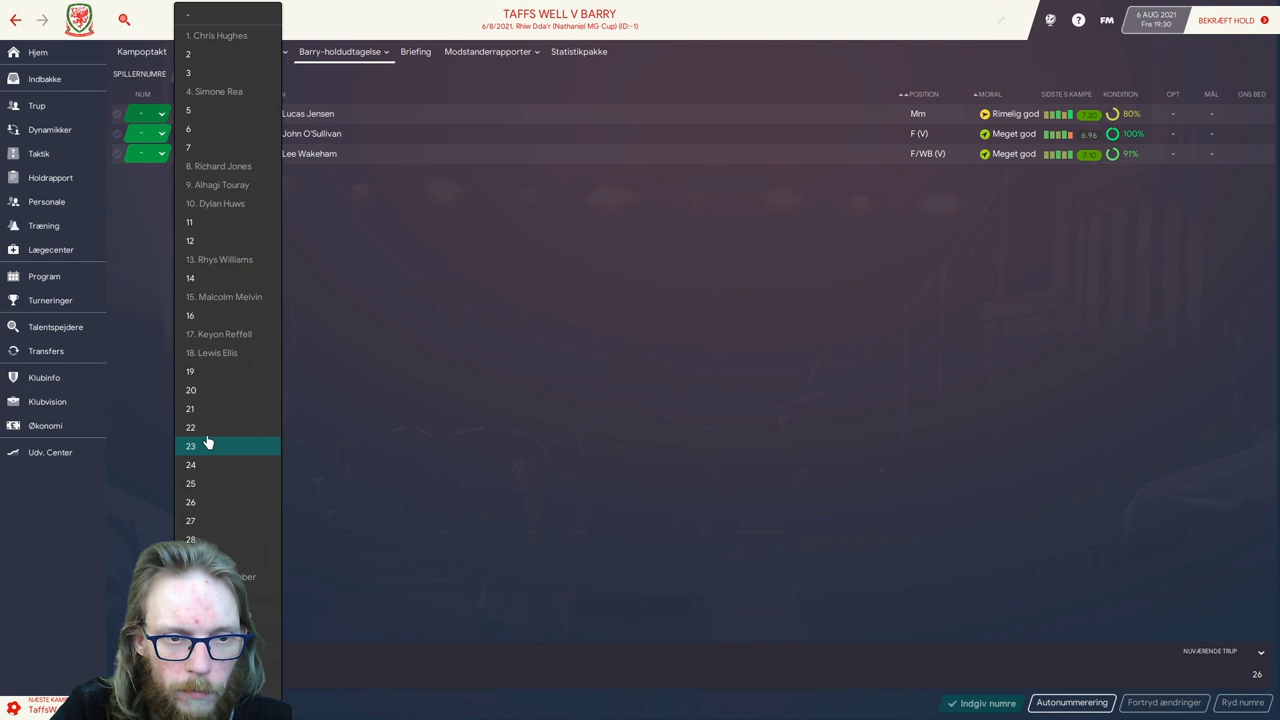 TAFFS WELL V BARRY
6/8/2021, Rhiw Dda'r (Nathaniel MG Cup) (ID:-1)
FM
6 AUG 2021
Fre 19:30
BEKRÆFT HOLD
Hjem
Indbakke
Trup
Dynamikker
Taktik
Holdrapport
Personale
Træning
Lægecenter
Program
Turneringer
Talentspejdere
Transfers
Klubinfo
Klubvision
Økonomi
Udv. Center
NÆSTE KAM
TaffsW
Kampoptakt
Barry-holdudtagelse
Briefing
Modstanderrapporter
Statistikpakke
SPILLERNUMRE
NUM
POSITION
MORAL
SIDSTE 5 KAMPE
KONDITION
OPT
MÅL
GNS BED
- Lucas Jensen Mm Rimelig god 7.20 80% - -
- John O'Sullivan F (V) Meget god 6.96 100% - -
- Lee Wakeham F/WB (V) Meget god 7.10 91% - -
-
1. Chris Hughes
2
3
4. Simone Rea
5
6
7
8. Richard Jones
9. Alhagi Touray
10. Dylan Huws
11
12
13. Rhys Williams
14
15. Malcolm Melvin
16
17. Keyon Reffell
18. Lewis Ellis
19
20
21
22
23
24
25
26
27
28
NUVÆRENDE TRUP
26
Indgiv numre
Autonummerering
Fortryd ændringer
Ryd numre